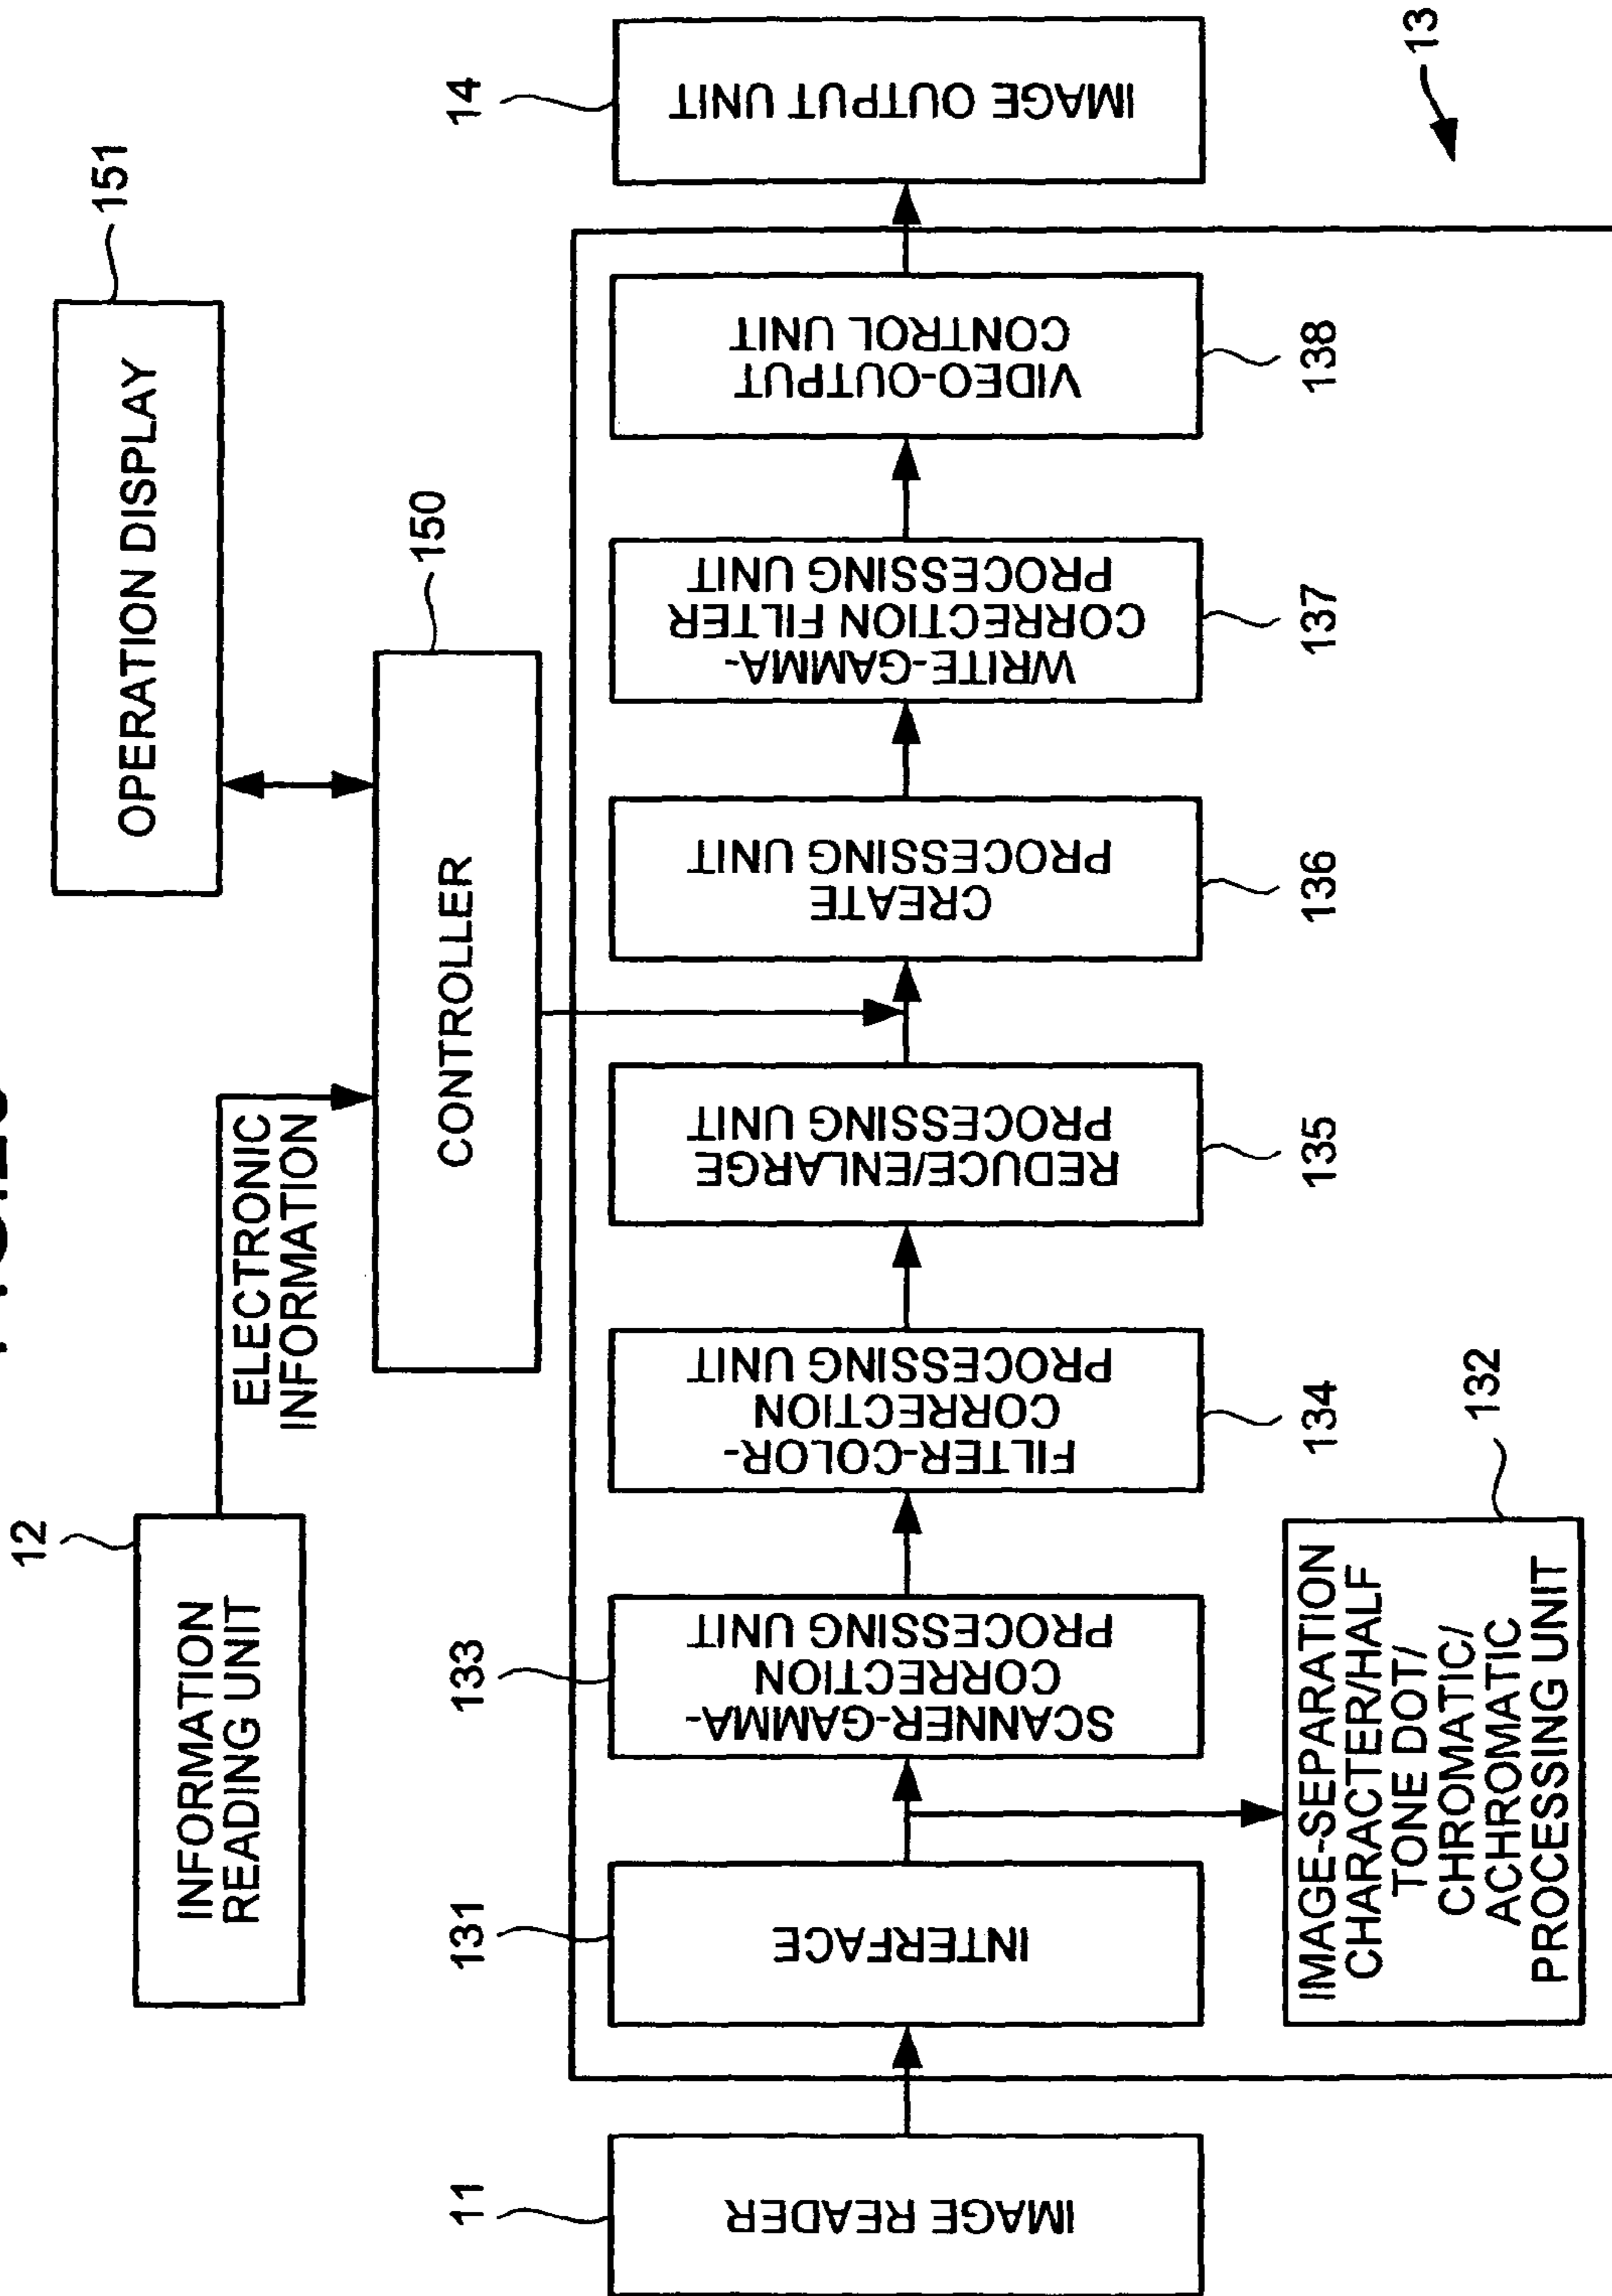 12
INFORMATION
READING UNIT
ELECTRONIC
INFORMATION
OPERATION DISPLAY
151
CONTROLLER
150
11
IMAGE READER
131
INTERFACE
133
SCANNER-GAMMA-
CORRECTION
PROCESSING UNIT
FILTER-COLOR-
CORRECTION
PROCESSING UNIT
134
REDUCE/ENLARGE
PROCESSING UNIT
135
CREATE
PROCESSING UNIT
136
WRITE-GAMMA-
CORRECTION FILTER
PROCESSING UNIT
137
VIDEO-OUTPUT
CONTROL UNIT
138
14
IMAGE OUTPUT UNIT
IMAGE-SEPARATION
CHARACTER/HALF
TONE DOT/
CHROMATIC/
ACHROMATIC
PROCESSING UNIT
132
13